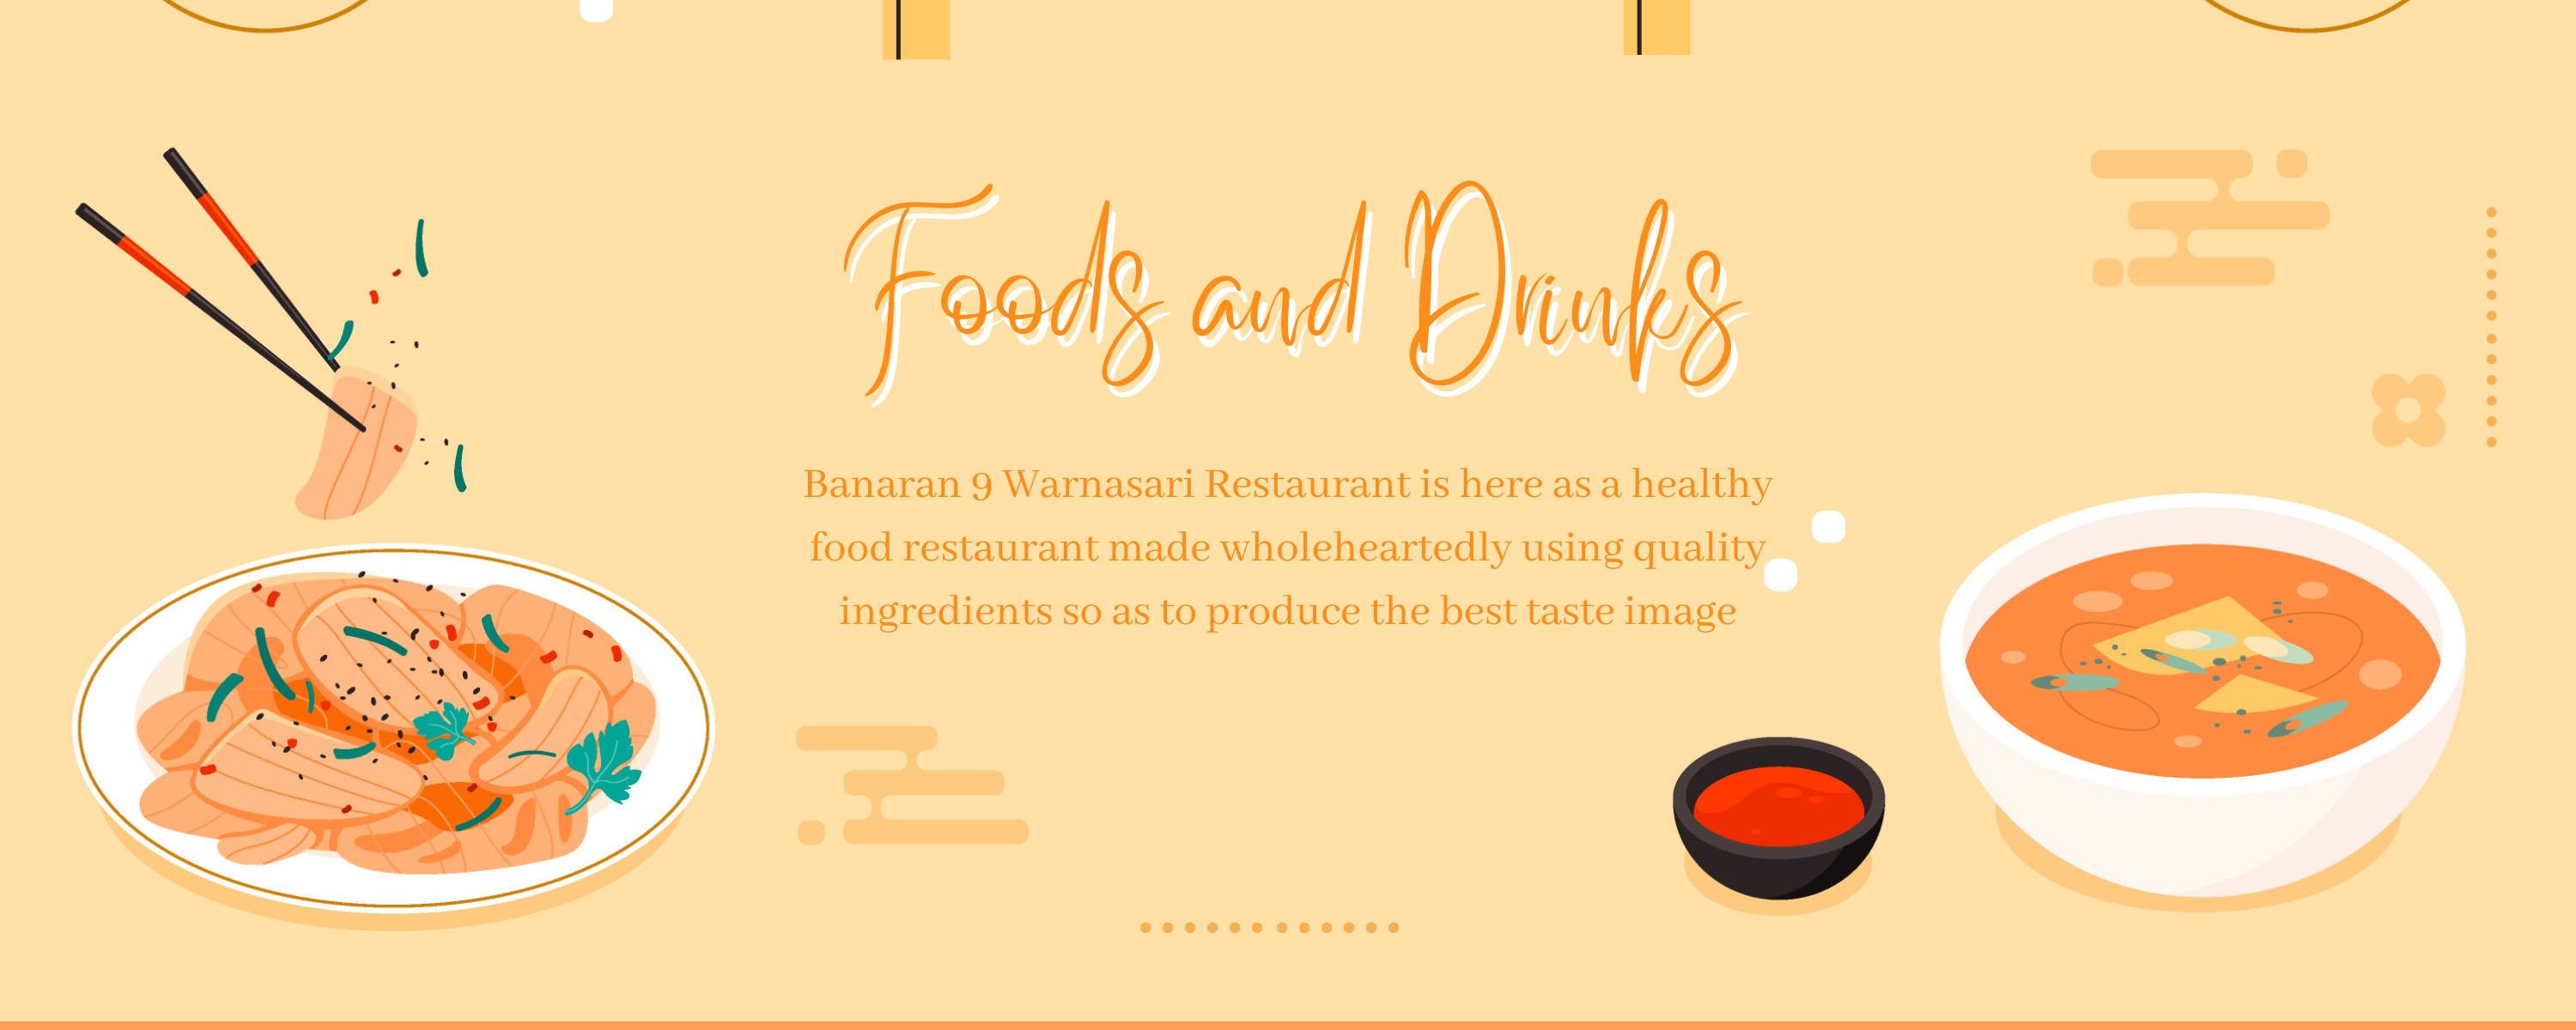 Foods and Drinks
Banaran 9 Warnasari Restaurant is here as a healthy
food restaurant made wholeheartedly using quality
ingredients so as to produce the best taste image